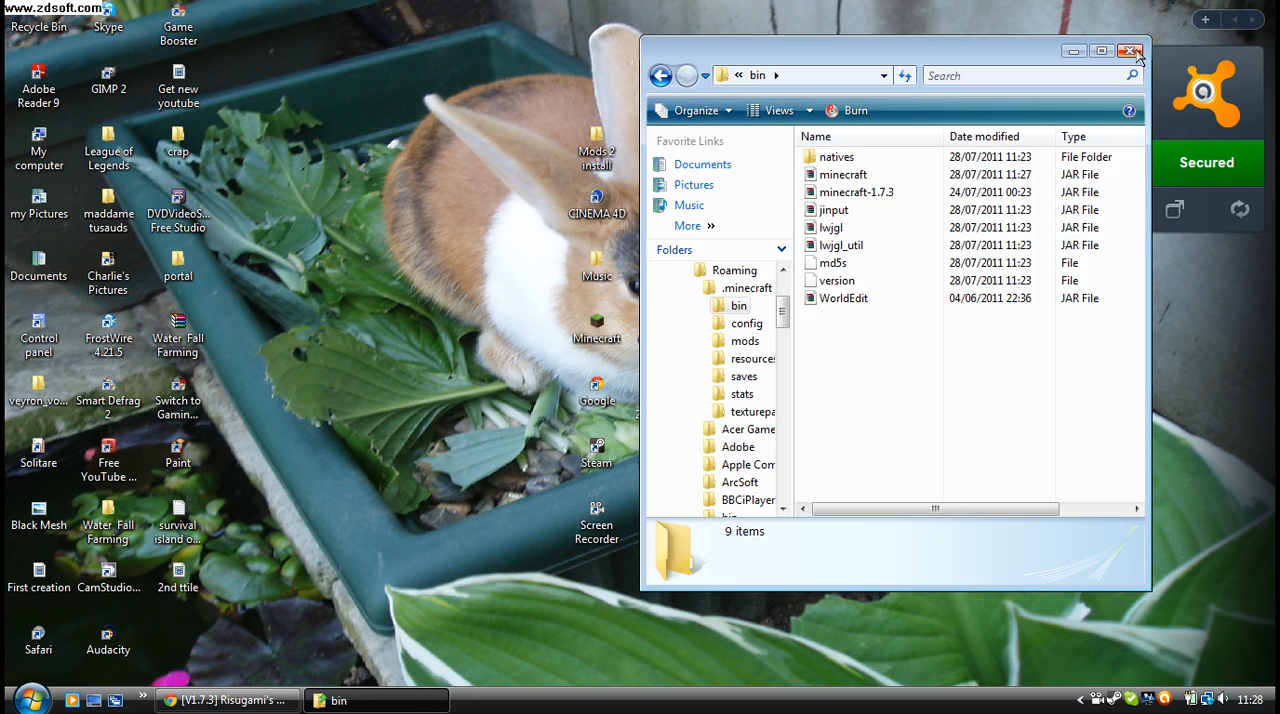 www.zdsoft.com
Recycle Bin
Skype
Game
Booster
Adobe
Reader 9
GIMP 2
Get new
youtube
My
computer
League of
Legends
crap
my Pictures
maddame
tusauds
DVDVideoS...
Free Studio
Documents
Charlie's
Pictures
portal
Control
panel
FrostWire
4.21.5
Water_Fall
Farming
veyron_vo...
Smart Defrag
2
Switch to
Gamin...
Solitare
Free
YouTube ...
Paint
Black Mesh
Water_Fall
Farming
survival
island o...
First creation
CamStudio...
2nd ttile
Safari
Audacity
Mods 2
install
CINEMA 4D
Music
Minecraft
Google
Steam
Screen
Recorder
bin
Search
Organize
Views
Burn
Favorite Links
Documents
Pictures
Music
More »
Folders
Roaming
.minecraft
bin
config
mods
resources
saves
stats
texturepa
Acer Game
Adobe
Apple Com
ArcSoft
BBCiPlayer
Name Date modified Type
natives 28/07/2011 11:23 File Folder
minecraft 28/07/2011 11:27 JAR File
minecraft-1.7.3 24/07/2011 00:23 JAR File
jinput 28/07/2011 11:23 JAR File
lwjgl 28/07/2011 11:23 JAR File
lwjgl_util 28/07/2011 11:23 JAR File
md5s 28/07/2011 11:23 File
version 28/07/2011 11:23 File
WorldEdit 04/06/2011 22:36 JAR File
9 items
Secured
[V1.7.3] Risugami's ...
bin
11:28